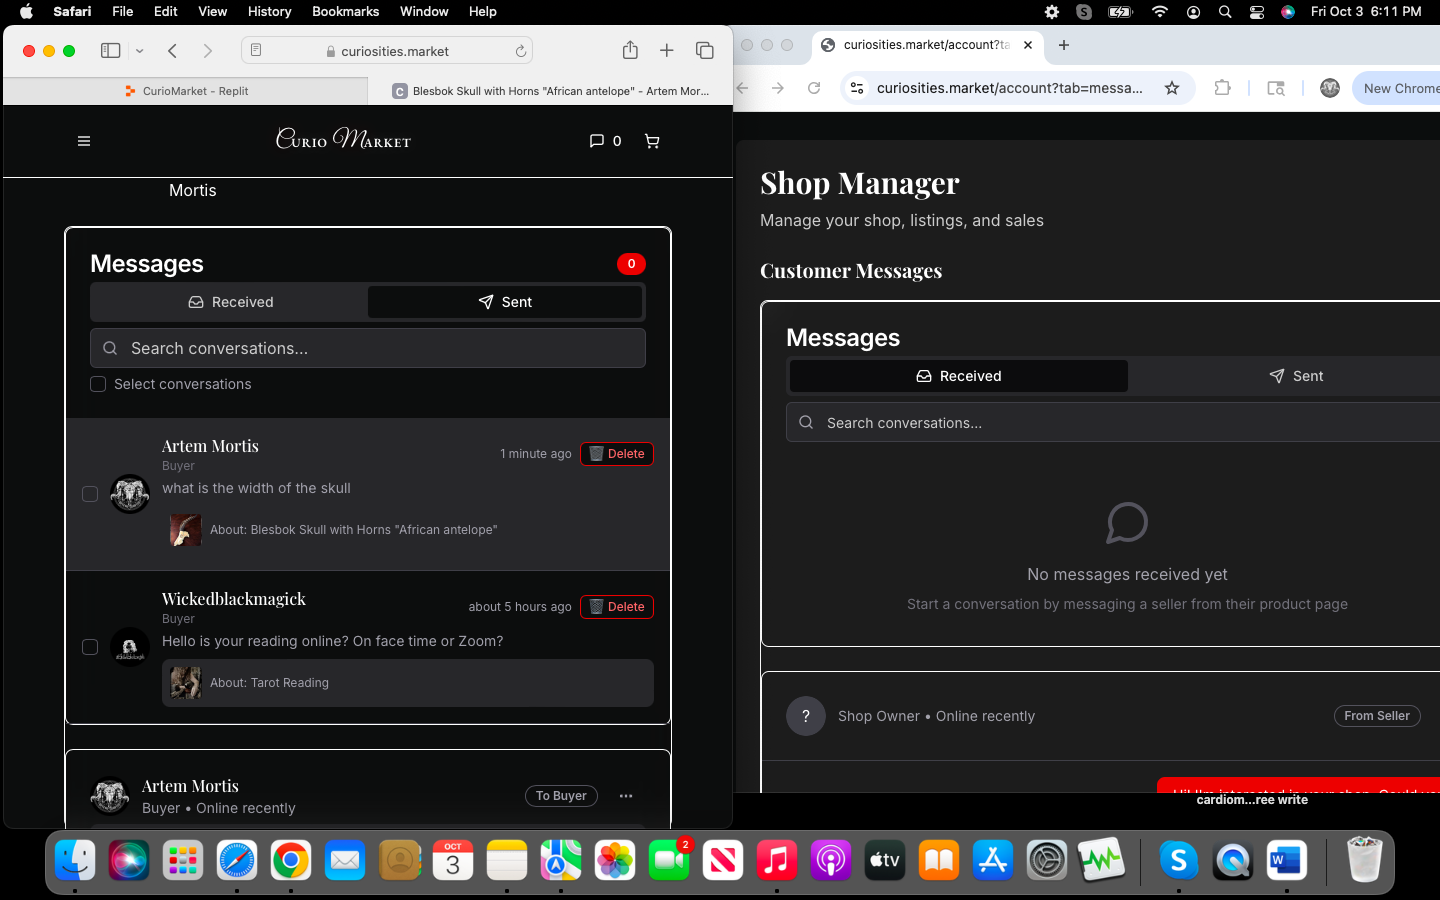 Safari File Edit View History Bookmarks Window Help
Fri Oct 3 6:11 PM
curiosities.market
CurioMarket - Replit
C Blesbok Skull with Horns "African antelope" - Artem Mor...
Curio Market
0
Mortis
Messages
0
Received
Sent
Search conversations...
Select conversations
Artem Mortis
1 minute ago
Delete
Buyer
what is the width of the skull
About: Blesbok Skull with Horns "African antelope"
Wickedblackmagick
about 5 hours ago
Delete
Buyer
Hello is your reading online? On face time or Zoom?
About: Tarot Reading
Artem Mortis
Buyer • Online recently
To Buyer
curiosities.market/account?ta
curiosities.market/account?tab=messa...
New Chrome
Shop Manager
Manage your shop, listings, and sales
Customer Messages
Messages
Received
Sent
Search conversations...
No messages received yet
Start a conversation by messaging a seller from their product page
?
Shop Owner • Online recently
From Seller
cardiom...ree write
OCT
3
2
tv
S
W